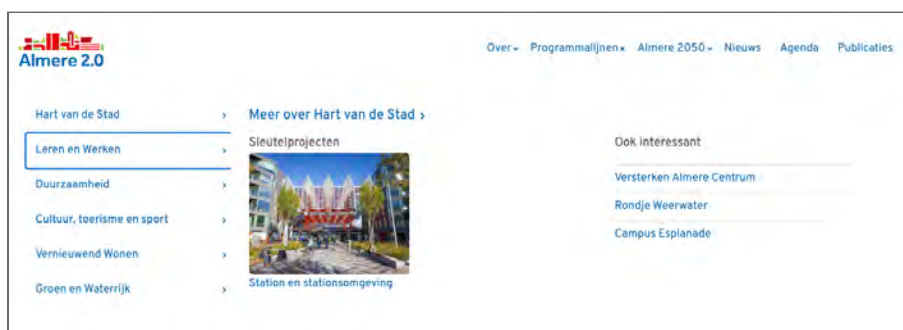 Almere 2.0
Over Programmalijnen Almere 2050 Nieuws Agenda Publicaties
Hart van de Stad
Leren en Werken
Duurzaamheid
Cultuur, toerisme en sport
Vernieuwend Wonen
Groen en Waterrijk
Meer over Hart van de Stad
Sleutelprojecten
Station en stationsomgeving
Ook interessant
Versterken Almere Centrum
Rondje Weerwater
Campus Esplanade